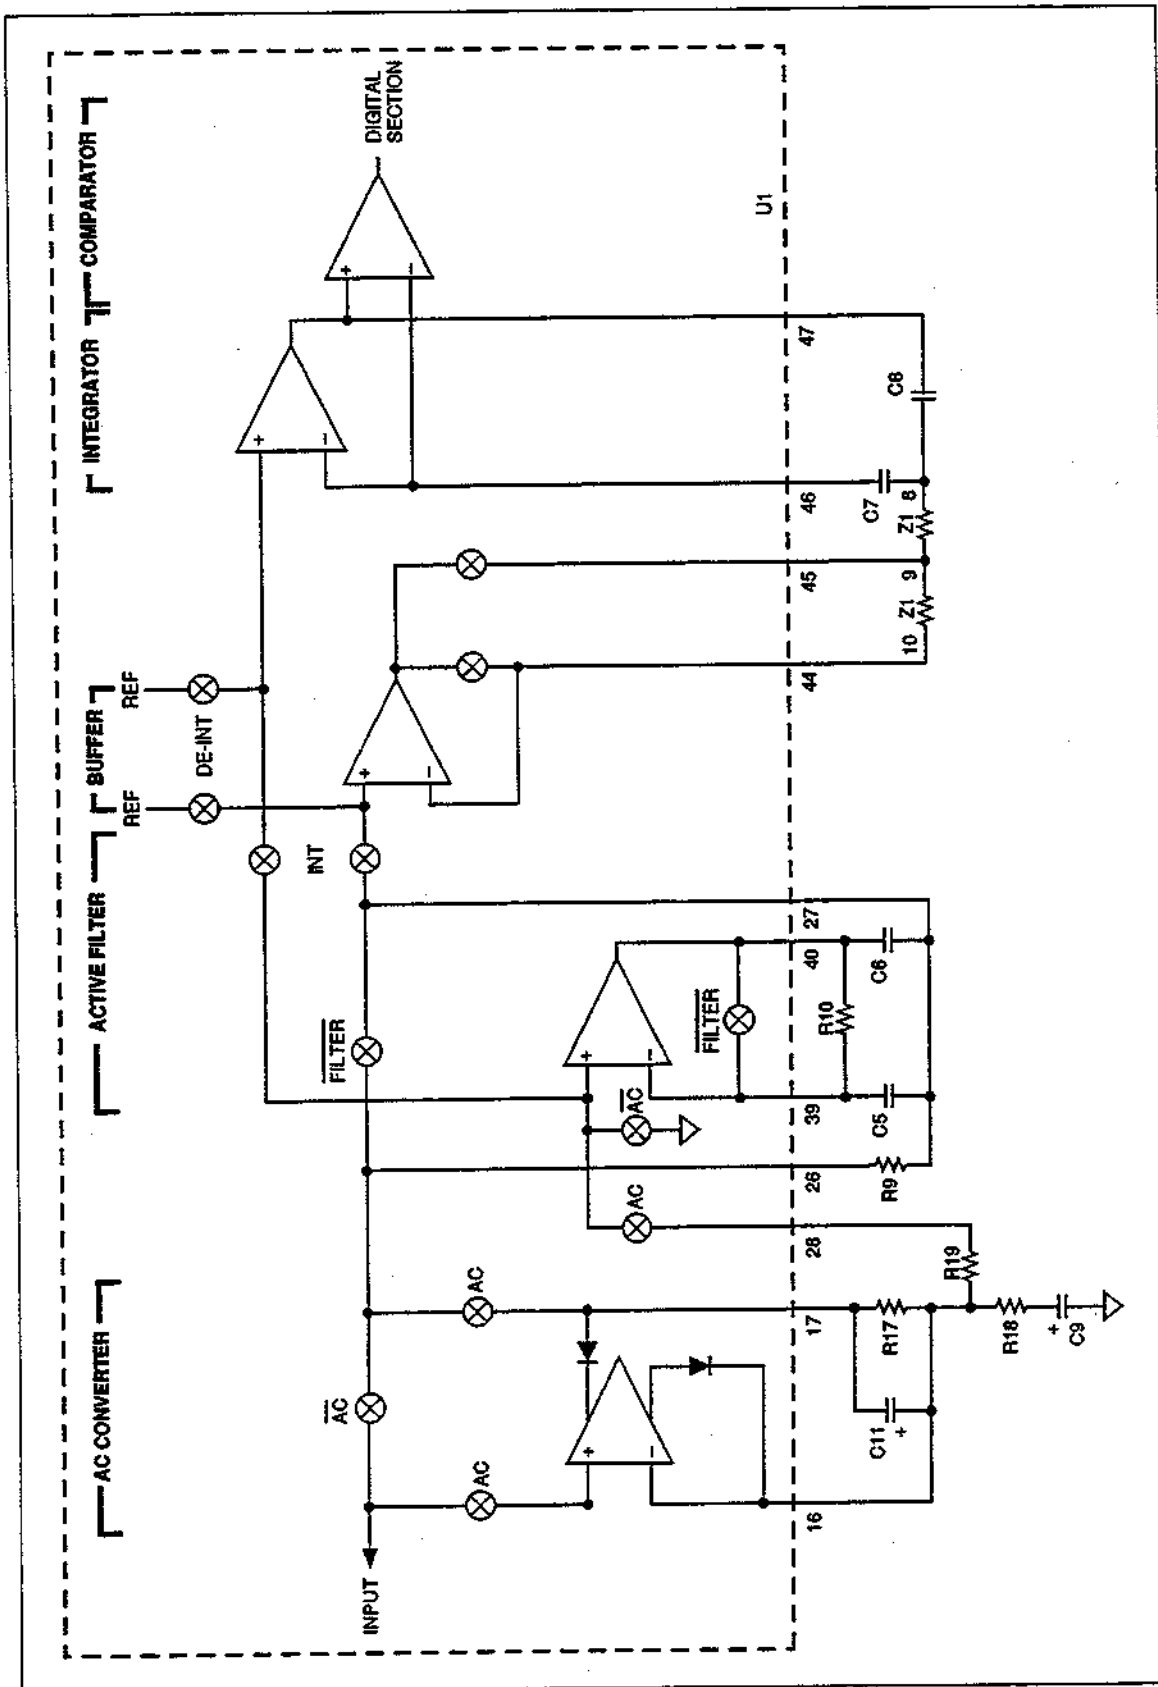 AC CONVERTER
ACTIVE FILTER
BUFFER
INTEGRATOR
COMPARATOR
REF
REF
DE-INT
INT
INPUT
AC
AC
AC
FILTER
AC
AC
FILTER
+
-
+
-
+
-
+
-
+
-
DIGITAL
SECTION
U1
16
17
28
26
39
40
27
44
45
46
47
C11
+
R17
R19
R18
+
C9
R9
C5
R10
C6
10
Z1
9
Z1
8
C7
C8